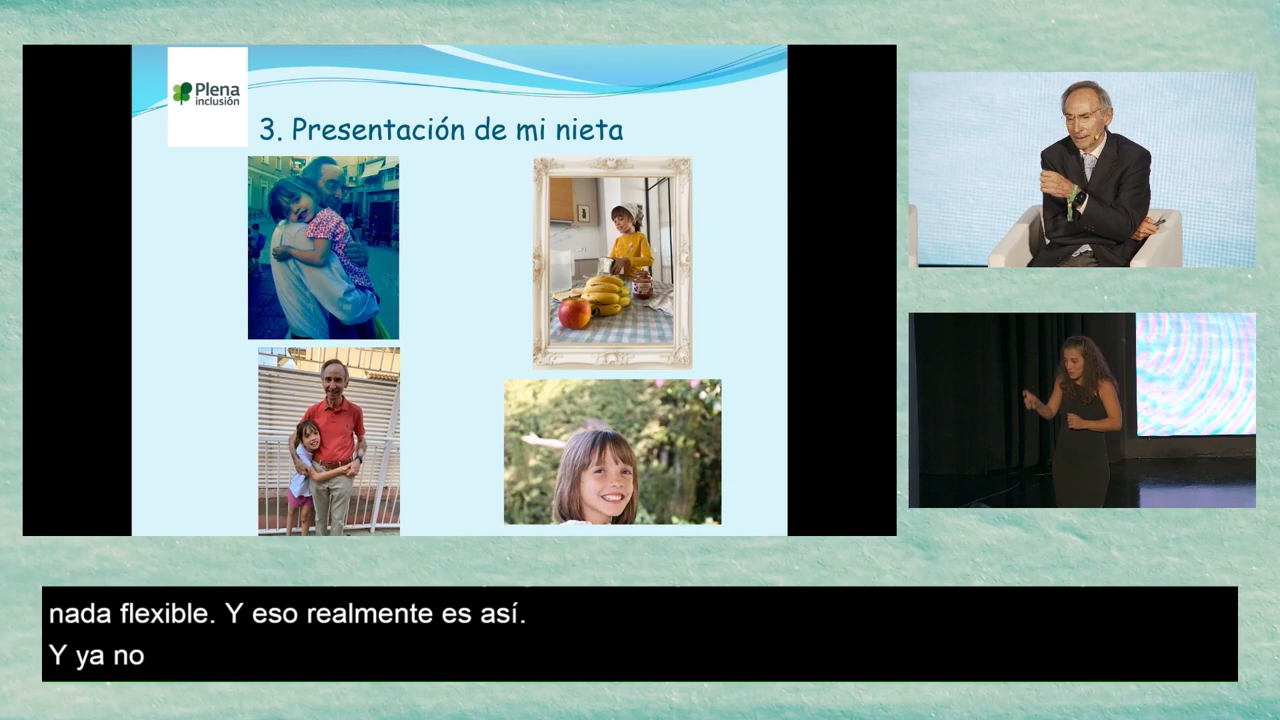 Plena
inclusión
3. Presentación de mi nieta
nada flexible. Y eso realmente es así.
Y ya no